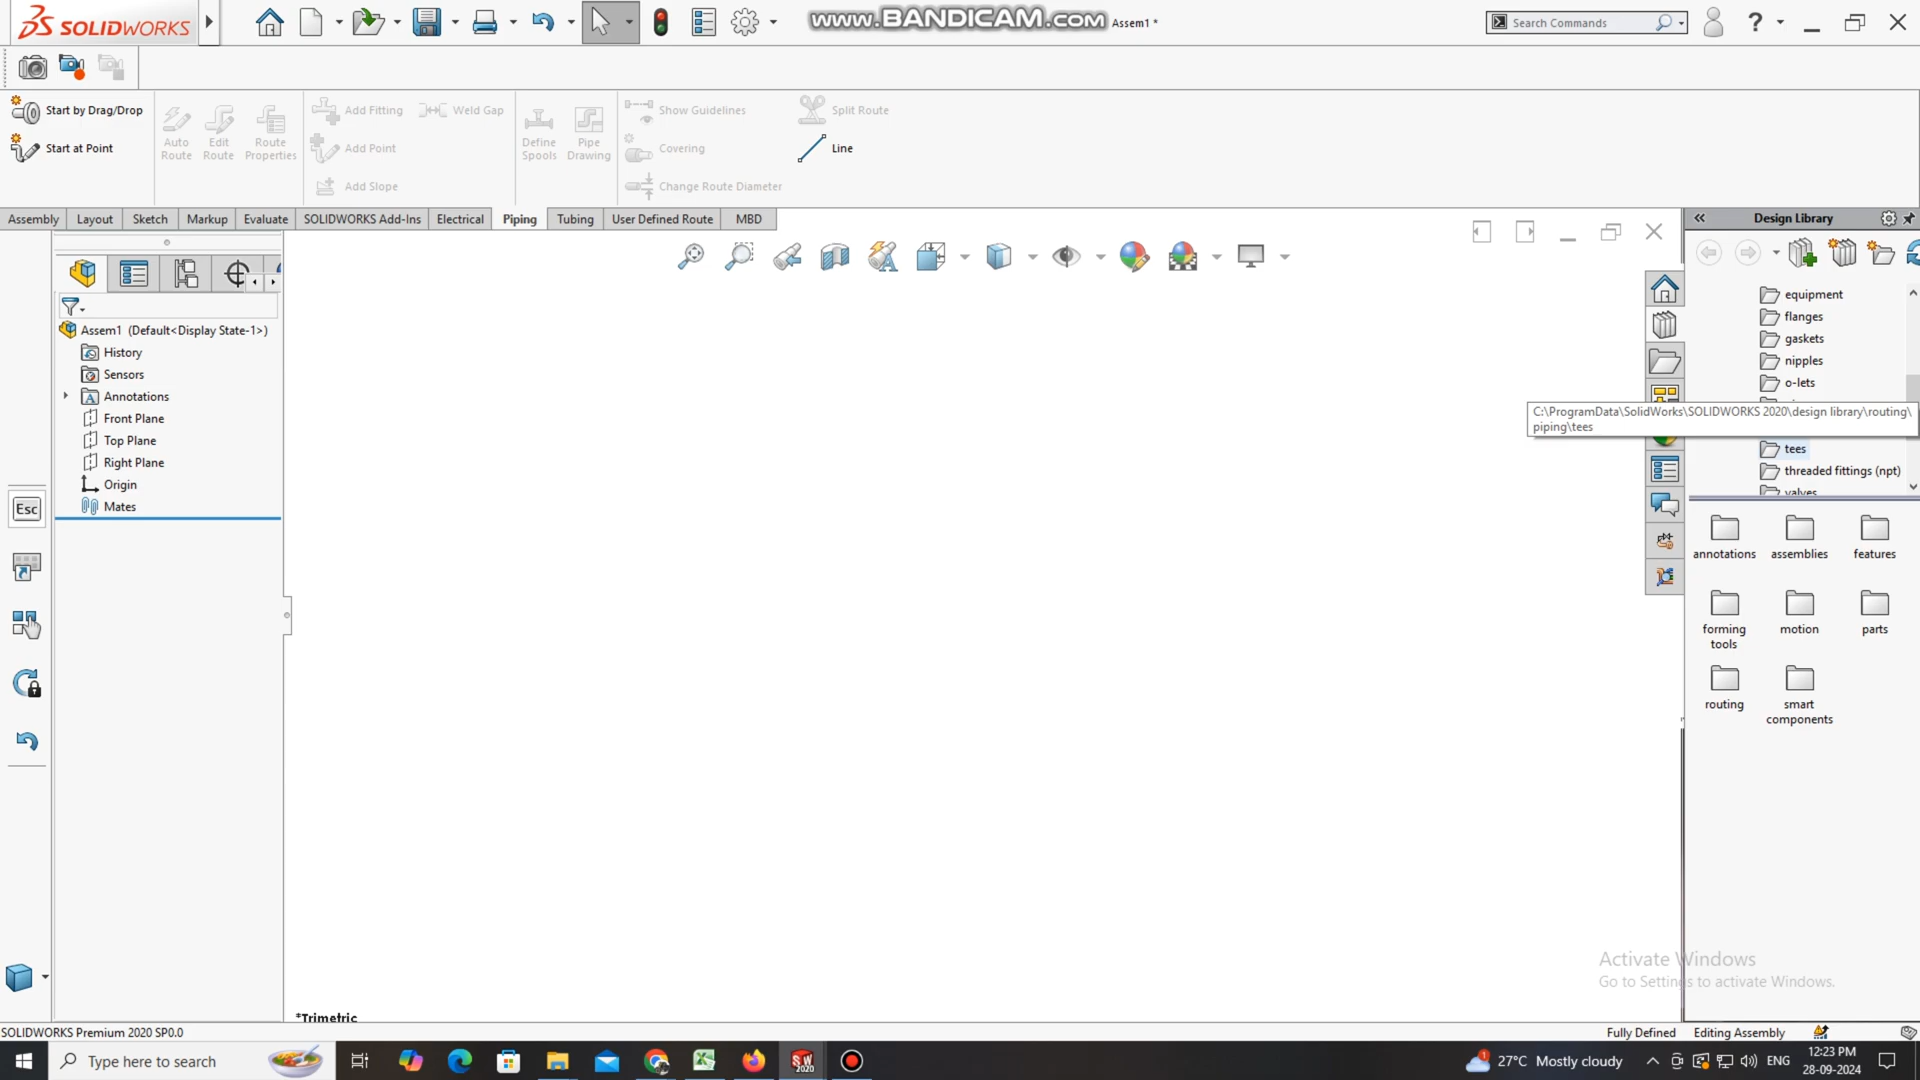 SOLIDWORKS
www.BANDICAM.com
Assem1 *
Search Commands
?
Start by Drag/Drop
Start at Point
Auto Route
Edit Route
Route Properties
Add Fitting
Weld Gap
Add Point
Add Slope
Define Spools
Pipe Drawing
Show Guidelines
Covering
Change Route Diameter
Split Route
Line
Assembly
Layout
Sketch
Markup
Evaluate
SOLIDWORKS Add-Ins
Electrical
Piping
Tubing
User Defined Route
MBD
Assem1 (Default<Display State-1>)
History
Sensors
Annotations
Front Plane
Top Plane
Right Plane
Origin
Mates
Esc
*Trimetric
Design Library
equipment
flanges
gaskets
nipples
o-lets
C:\ProgramData\SolidWorks\SOLIDWORKS 2020\design library\routing\
piping\tees
tees
threaded fittings (npt)
valves
annotations
assemblies
features
forming
tools
motion
parts
routing
smart
components
Activate Windows
Go to Settings to activate Windows.
SOLIDWORKS Premium 2020 SP0.0
Fully Defined
Editing Assembly
Type here to search
27°C Mostly cloudy
ENG
12:23 PM
28-09-2024